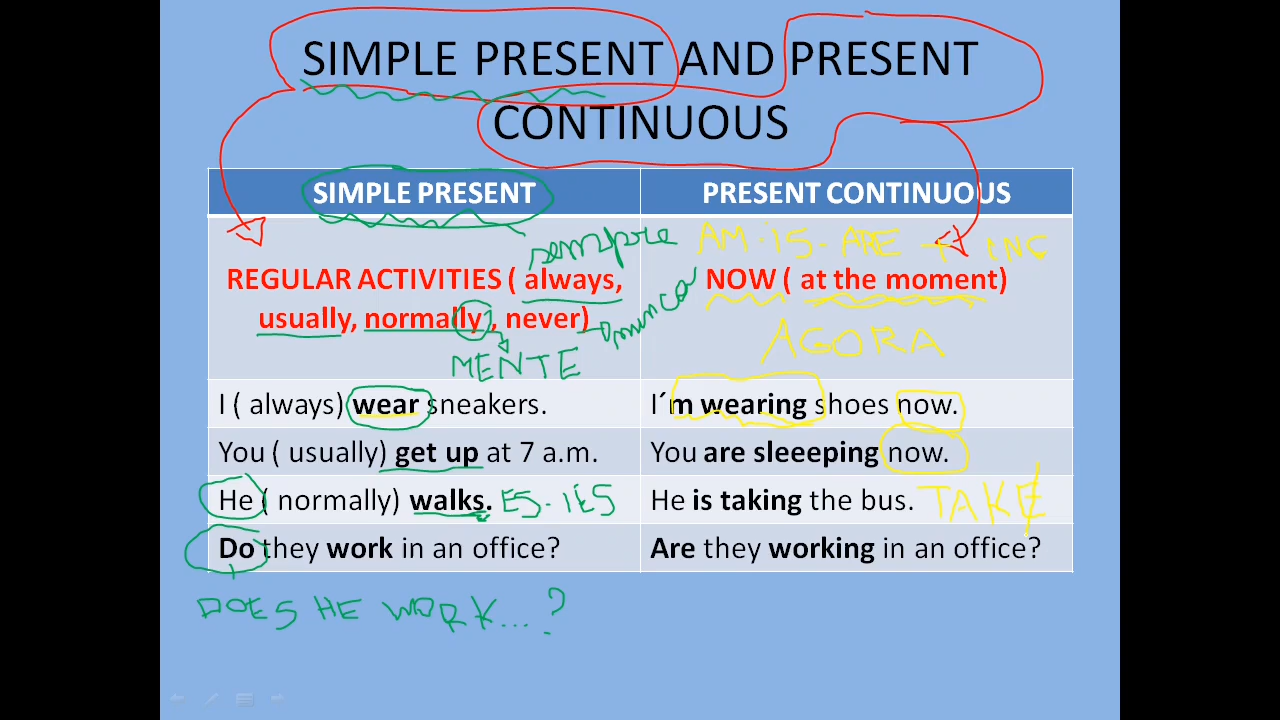 SIMPLE PRESENT AND PRESENT
CONTINUOUS
SIMPLE PRESENT
PRESENT CONTINUOUS
sempre
REGULAR ACTIVITIES ( always,
usually, normally , never)
nunca
MENTE
AM - IS - ARE + ING
NOW ( at the moment)
AGORA
I ( always) wear sneakers.
I´m wearing shoes now.
You ( usually) get up at 7 a.m.
You are sleeeping now.
He ( normally) walks. ES - IES
He is taking the bus. TAKE
Do they work in an office?
Are they working in an office?
DOES HE WORK...?